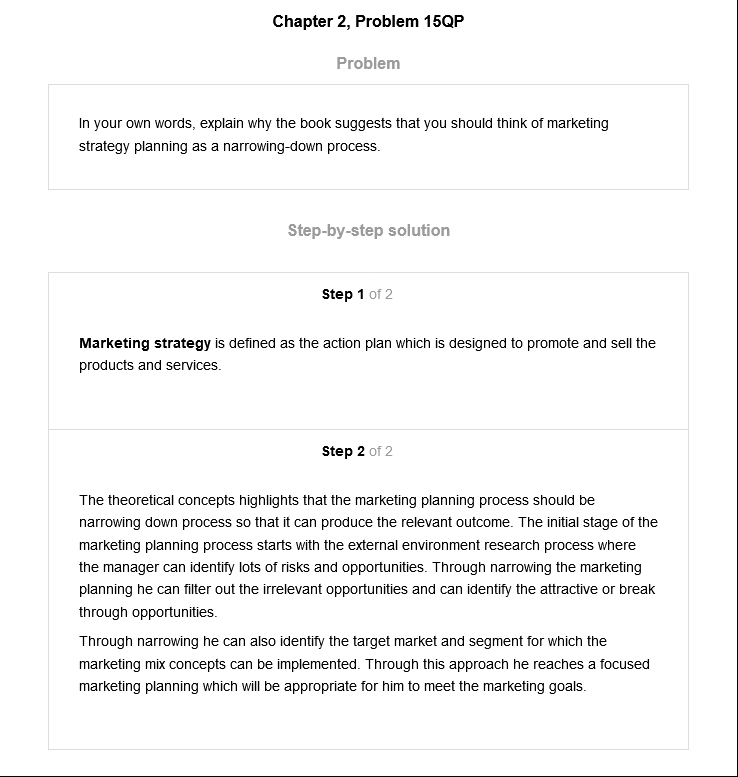 Chapter 2, Problem 15QP
Problem
In your own words, explain why the book suggests that you should think of marketing
strategy planning as a narrowing-down process.
Step-by-step solution
Step 1 of 2
Marketing strategy is defined as the action plan which is designed to promote and sell the
products and services.
Step 2 of 2
The theoretical concepts highlights that the marketing planning process should be
narrowing down process so that it can produce the relevant outcome. The initial stage of the
marketing planning process starts with the external environment research process where
the manager can identify lots of risks and opportunities. Through narrowing the marketing
planning he can filter out the irrelevant opportunities and can identify the attractive or break
through opportunities.
Through narrowing he can also identify the target market and segment for which the
marketing mix concepts can be implemented. Through this approach he reaches a focused
marketing planning which will be appropriate for him to meet the marketing goals.